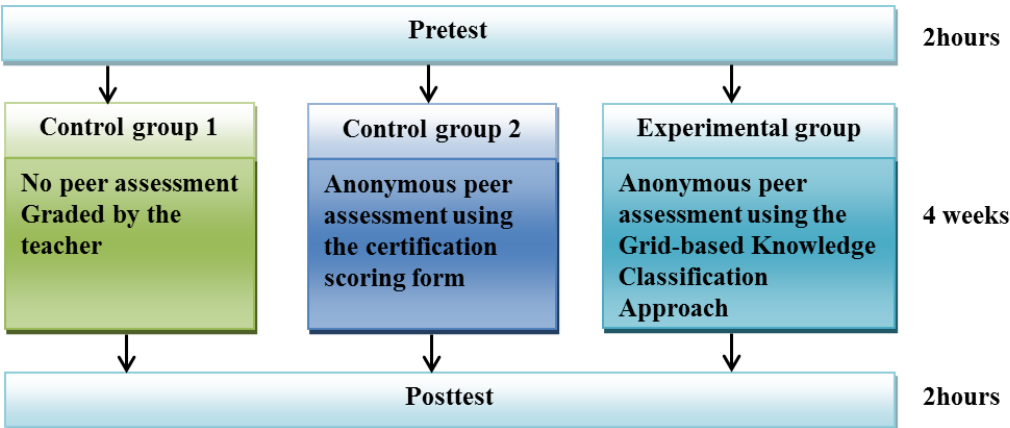 Pretest
2hours
Control group 1
No peer assessment
Graded by the
teacher
Control group 2
Anonymous peer
assessment using
the certification
scoring form
Experimental group
Anonymous peer
assessment using the
Grid-based Knowledge
Classification
Approach
4 weeks
Posttest
2hours